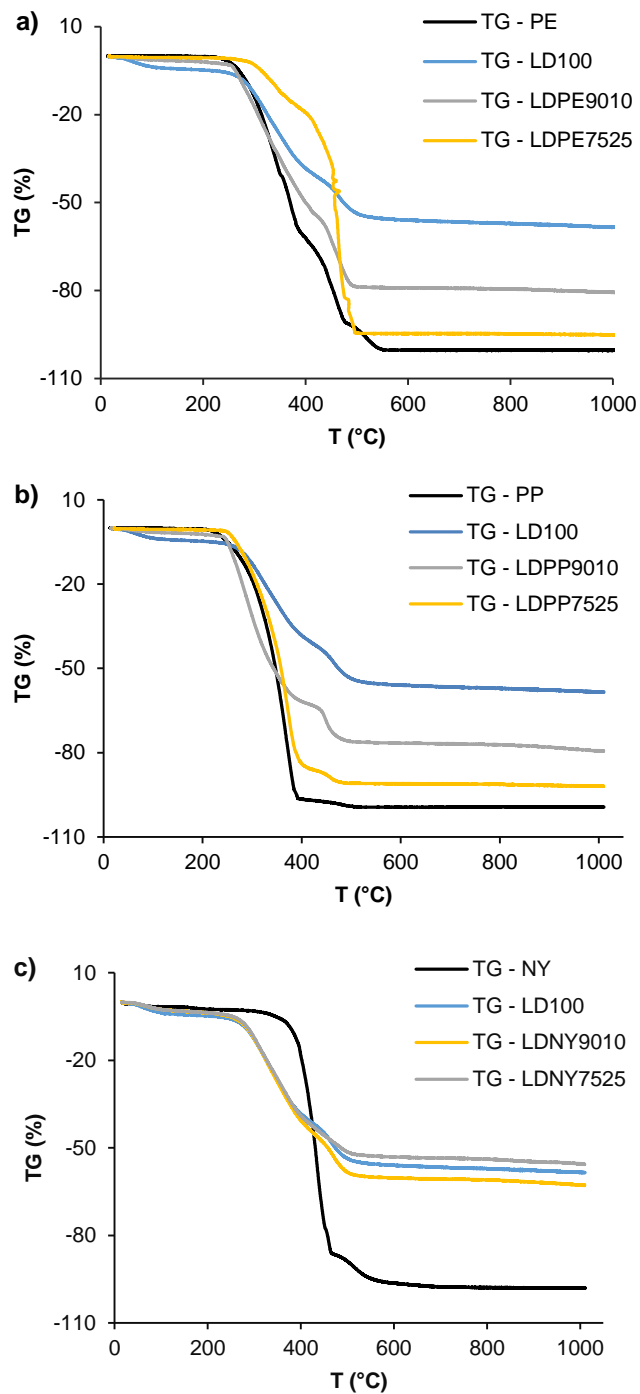 a)
TG - PE
TG - LD100
TG - LDPE9010
TG - LDPE7525
10
-20
-50
-80
-110
TG (%)
0 200 400 600 800 1000
T (°C)
b)
TG - PP
TG - LD100
TG - LDPP9010
TG - LDPP7525
10
-20
-50
-80
-110
TG (%)
0 200 400 600 800 1000
T (°C)
c)
TG - NY
TG - LD100
TG - LDNY9010
TG - LDNY7525
10
-20
-50
-80
-110
TG (%)
0 200 400 600 800 1000
T (°C)